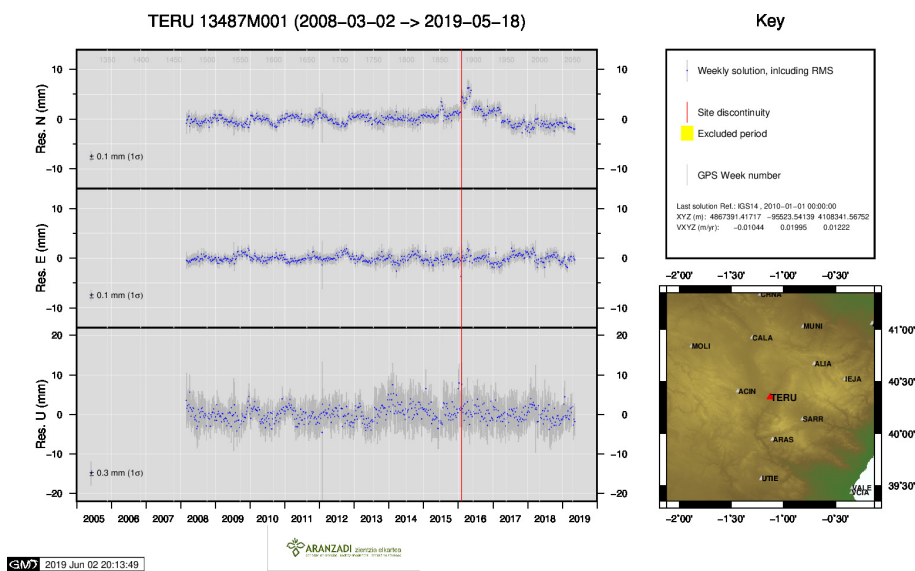 TERU 13487M001 (2008−03−02 −> 2019−05−18)
Key
1350 1400 1450 1500 1550 1600 1650 1700 1750 1800 1850 1900 1950 2000 2050
Res. N (mm)
10 10
0 0
−10 −10
± 0.1 mm (1σ)
Res. E (mm)
10 10
0 0
−10 −10
± 0.1 mm (1σ)
Res. U (mm)
20 20
10 10
0 0
−10 −10
−20 −20
± 0.3 mm (1σ)
2005 2006 2007 2008 2009 2010 2011 2012 2013 2014 2015 2016 2017 2018 2019
Weekly solution, inlcuding RMS
Site discontinuity
Excluded period
GPS Week number
Last solution Ref.: IGS14 , 2010−01−01 00:00:00
XYZ (m): 4867391.41717 −95523.54139 4108341.56752
VXYZ (m/yr): −0.01044 0.01995 0.01222
−2˚00' −1˚30' −1˚00' −0˚30'
CRNA
MUNI
41˚00'
CALA
MOLI
ALIA
IEJA
40˚30'
ACIN
TERU
SARR
40˚00'
ARAS
UTIE
39˚30'
VALE
VCIA
−2˚00' −1˚30' −1˚00' −0˚30'
ARANZADI zientzia elkartea
GMT 2019 Jun 02 20:13:49